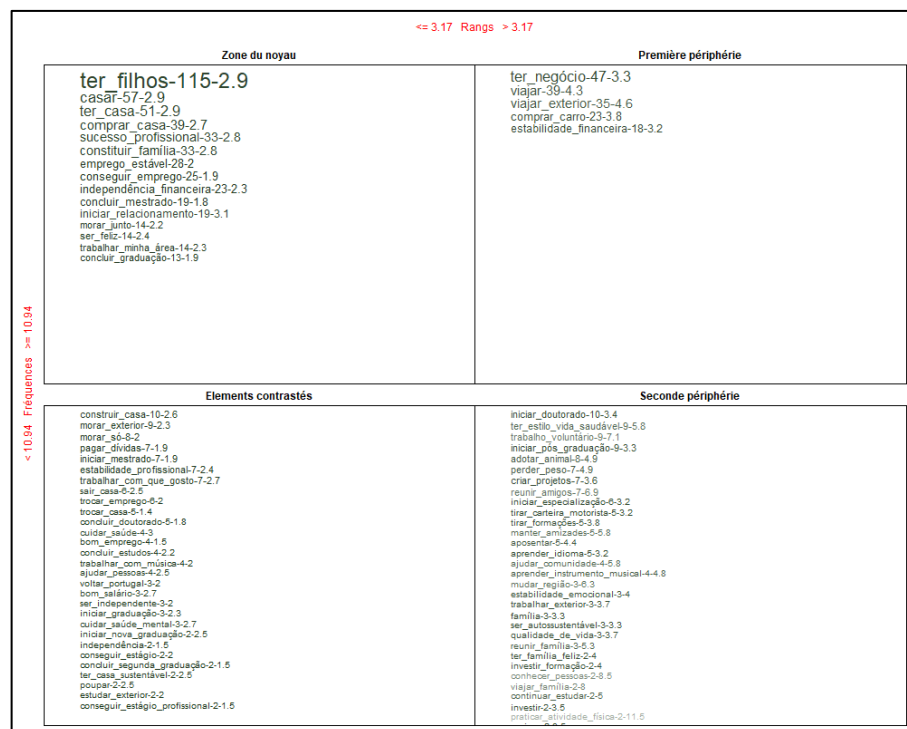 <= 3.17 Rangs > 3.17
Zone du noyau
ter_filhos-115-2.9
casar-57-2.9
ter_casa-51-2.9
comprar_casa-39-2.7
sucesso_profissional-33-2.8
constituir_família-33-2.8
emprego_estável-28-2
conseguir_emprego-25-1.9
independência_financeira-23-2.3
concluir_mestrado-19-1.8
iniciar_relacionamento-19-3.1
morar_junto-14-2.2
ser_feliz-14-2.4
trabalhar_minha_área-14-2.3
concluir_graduação-13-1.9
Première périphérie
ter_negócio-47-3.3
viajar-39-4.3
viajar_exterior-35-4.6
comprar_carro-23-3.8
estabilidade_financeira-18-3.2
< 10.94 Fréquences >= 10.94
Elements contrastés
construir_casa-10-2.6
morar_exterior-9-2.3
morar_só-8-2
pagar_dívidas-7-1.9
iniciar_mestrado-7-1.9
estabilidade_profissional-7-2.4
trabalhar_com_que_gosto-7-2.7
sair_casa-6-2.5
trocar_emprego-6-2
trocar_casa-5-1.4
concluir_doutorado-5-1.8
cuidar_saúde-4-3
bom_emprego-4-1.5
concluir_estudos-4-2.2
trabalhar_com_música-4-2
ajudar_pessoas-4-2.5
voltar_portugal-3-2
bom_salário-3-2.7
ser_independente-3-2
iniciar_graduação-3-2.3
cuidar_saúde_mental-3-2.7
iniciar_nova_graduação-2-2.5
independência-2-1.5
conseguir_estágio-2-2
concluir_segunda_graduação-2-1.5
ter_casa_sustentável-2-2.5
poupar-2-2.5
estudar_exterior-2-2
conseguir_estágio_profissional-2-1.5
Seconde périphérie
iniciar_doutorado-10-3.4
ter_estilo_vida_saudável-9-5.8
trabalho_voluntário-9-7.1
iniciar_pós_graduação-9-3.3
adotar_animal-8-4.9
perder_peso-7-4.9
criar_projetos-7-3.6
reunir_amigos-7-6.9
iniciar_especialização-6-3.2
tirar_carteira_motorista-5-3.2
tirar_formações-5-3.8
manter_amizades-5-5.8
aposentar-5-4.4
aprender_idioma-5-3.2
ajudar_comunidade-4-5.8
aprender_instrumento_musical-4-4.8
mudar_região-3-6.3
estabilidade_emocional-3-4
trabalhar_exterior-3-3.7
família-3-3.3
ser_autossustentável-3-3.3
qualidade_de_vida-3-3.7
reunir_família-3-5.3
ter_família_feliz-2-4
investir_formação-2-4
conhecer_pessoas-2-8.5
viajar_família-2-8
continuar_estudar-2-5
investir-2-3.5
praticar_atividade_física-2-11.5